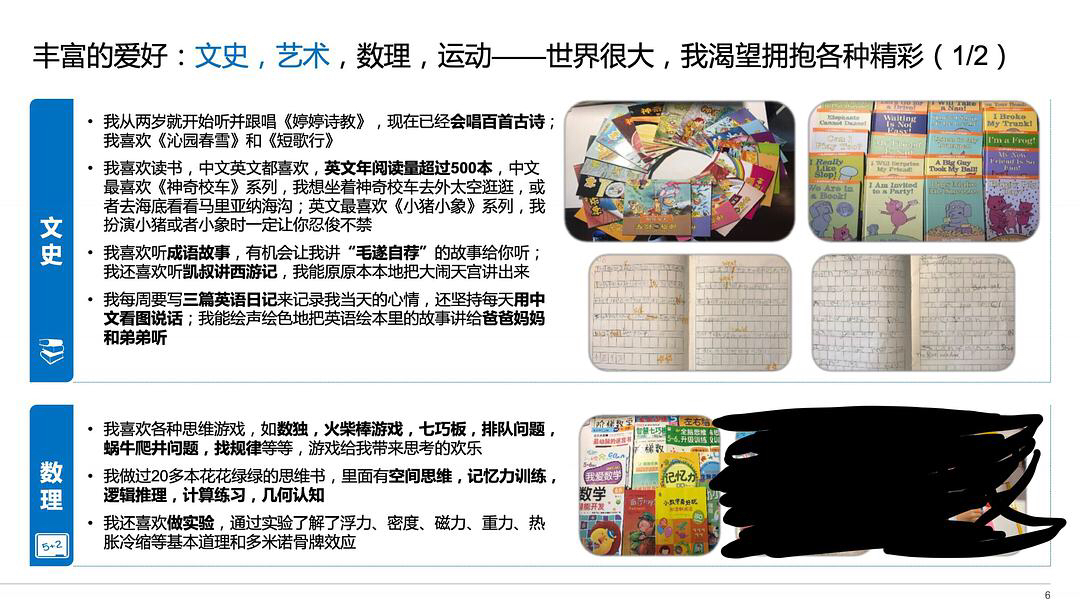 丰富的爱好：文史，艺术，数理，运动——世界很大，我渴望拥抱各种精彩（1/2）
文史
• 我从两岁就开始听并跟唱《婷婷诗教》，现在已经会唱百首古诗；
我喜欢《沁园春雪》和《短歌行》
• 我喜欢读书，中文英文都喜欢，英文年阅读量超过500本，中文
最喜欢《神奇校车》系列，我想坐着神奇校车去外太空逛逛，或
者去海底看看马里亚纳海沟；英文最喜欢《小猪小象》系列，我
扮演小猪或者小象时一定让你忍俊不禁
• 我喜欢听成语故事，有机会让我讲“毛遂自荐”的故事给你听；
我还喜欢听凯叔讲西游记，我能原原本本地把大闹天宫讲出来
• 我每周要写三篇英语日记来记录我当天的心情，还坚持每天用中
文看图说话；我能绘声绘色地把英语绘本里的故事讲给爸爸妈妈
和弟弟听
Elephants Cannot Dance!
Waiting Is Not Easy!
I Will Take A Nap!
I Broke My Trunk!
I'm a Frog!
I Really Like Slop!
I Will Surprise My Friend!
A Big Guy Took My Ball!
My New Friend Is So Fun!
We Are in a Book!
I Am Invited to a Party!
数理
5+2
• 我喜欢各种思维游戏，如数独，火柴棒游戏，七巧板，排队问题，
蜗牛爬井问题，找规律等等，游戏给我带来思考的欢乐
• 我做过20多本花花绿绿的思维书，里面有空间思维，记忆力训练，
逻辑推理，计算练习，几何认知
• 我还喜欢做实验，通过实验了解了浮力、密度、磁力、重力、热
胀冷缩等基本道理和多米诺骨牌效应
阶梯数学
我爱数学
记忆力
6